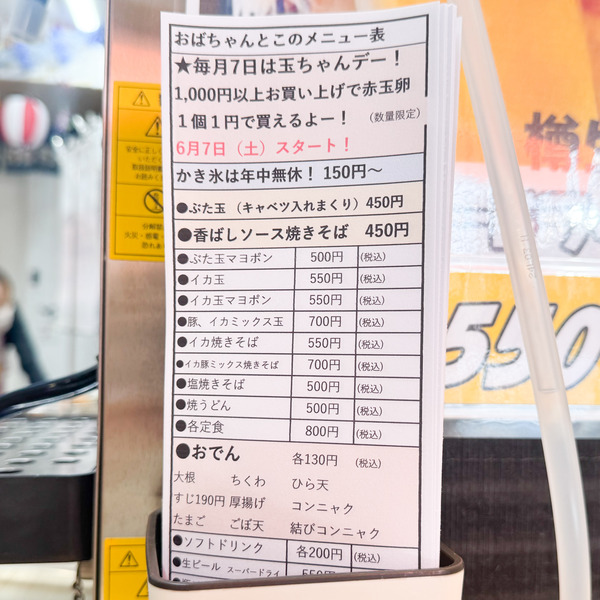 おばちゃんとこのメニュー表
★毎月7日は玉ちゃんデー！
1,000円以上お買い上げで赤玉卵
１個１円で買えるよー！（数量限定）
6月7日（土）スタート！
かき氷は年中無休！150円～
●ぶた玉（キャベツ入れまくり）450円
●香ばしソース焼きそば 450円
●ぶた玉マヨポン 500円 (税込)
●イカ玉 550円 (税込)
●イカ玉マヨポン 550円 (税込)
●豚、イカミックス玉 700円 (税込)
●イカ焼きそば 550円 (税込)
●イカ豚ミックス焼きそば 700円 (税込)
●塩焼きそば 500円 (税込)
●焼うどん 500円 (税込)
●各定食 800円 (税込)
●おでん 各130円 (税込)
大根 ちくわ ひら天
すじ190円 厚揚げ コンニャク
たまご ごぼ天 結びコンニャク
●ソフトドリンク 各200円 (税込)
●生ビール スーパードライ 550円
550